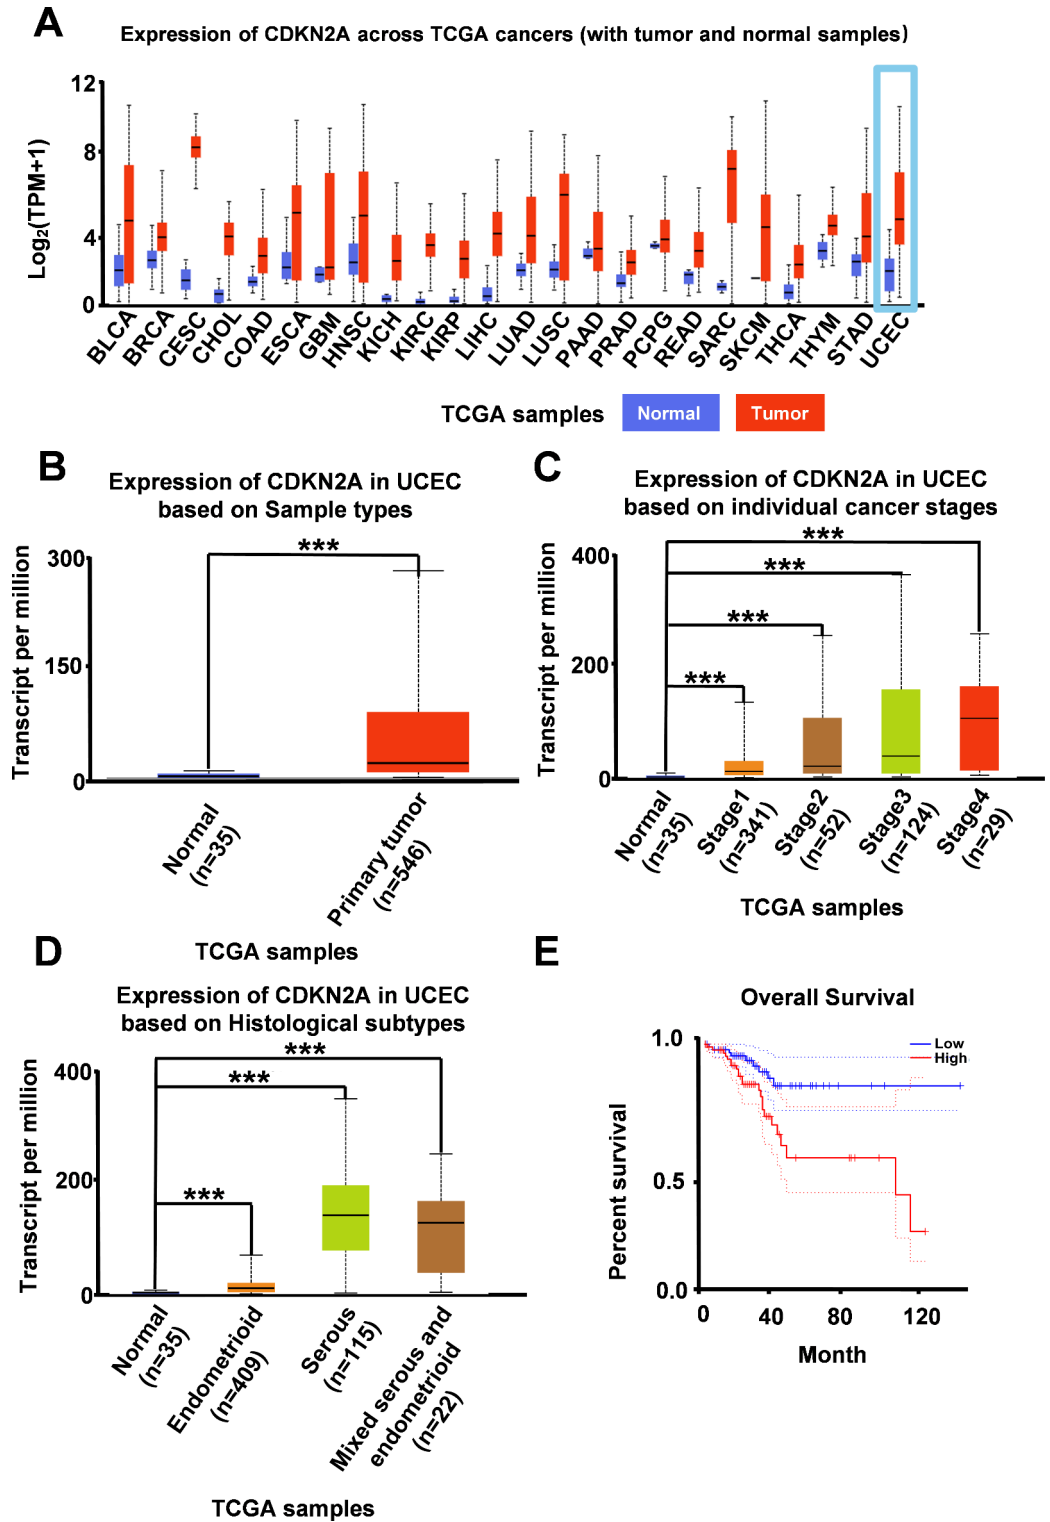 A
Expression of CDKN2A across TCGA cancers (with tumor and normal samples)
Log₂(TPM+1)
12
8
4
0
BLCA
BRCA
CESC
CHOL
COAD
ESCA
GBM
HNSC
KICH
KIRC
KIRP
LIHC
LUAD
LUSC
PAAD
PRAD
PCPG
READ
SARC
SKCM
THCA
THYM
STAD
UCEC
TCGA samples
Normal
Tumor
B
Expression of CDKN2A in UCEC
based on Sample types
Transcript per million
300
150
0
***
Normal
(n=35)
Primary tumor
(n=546)
TCGA samples
C
Expression of CDKN2A in UCEC
based on individual cancer stages
Transcript per million
400
200
0
***
***
***
***
Normal
(n=35)
Stage1
(n=341)
Stage2
(n=52)
Stage3
(n=124)
Stage4
(n=29)
TCGA samples
D
Expression of CDKN2A in UCEC
based on Histological subtypes
Transcript per million
400
200
0
***
***
***
Normal
(n=35)
Endometrioid
(n=409)
Serous
(n=115)
Mixed serous and
endometrioid
(n=22)
TCGA samples
E
Overall Survival
Percent survival
1.0
0.5
0.0
Low
High
0
40
80
120
Month